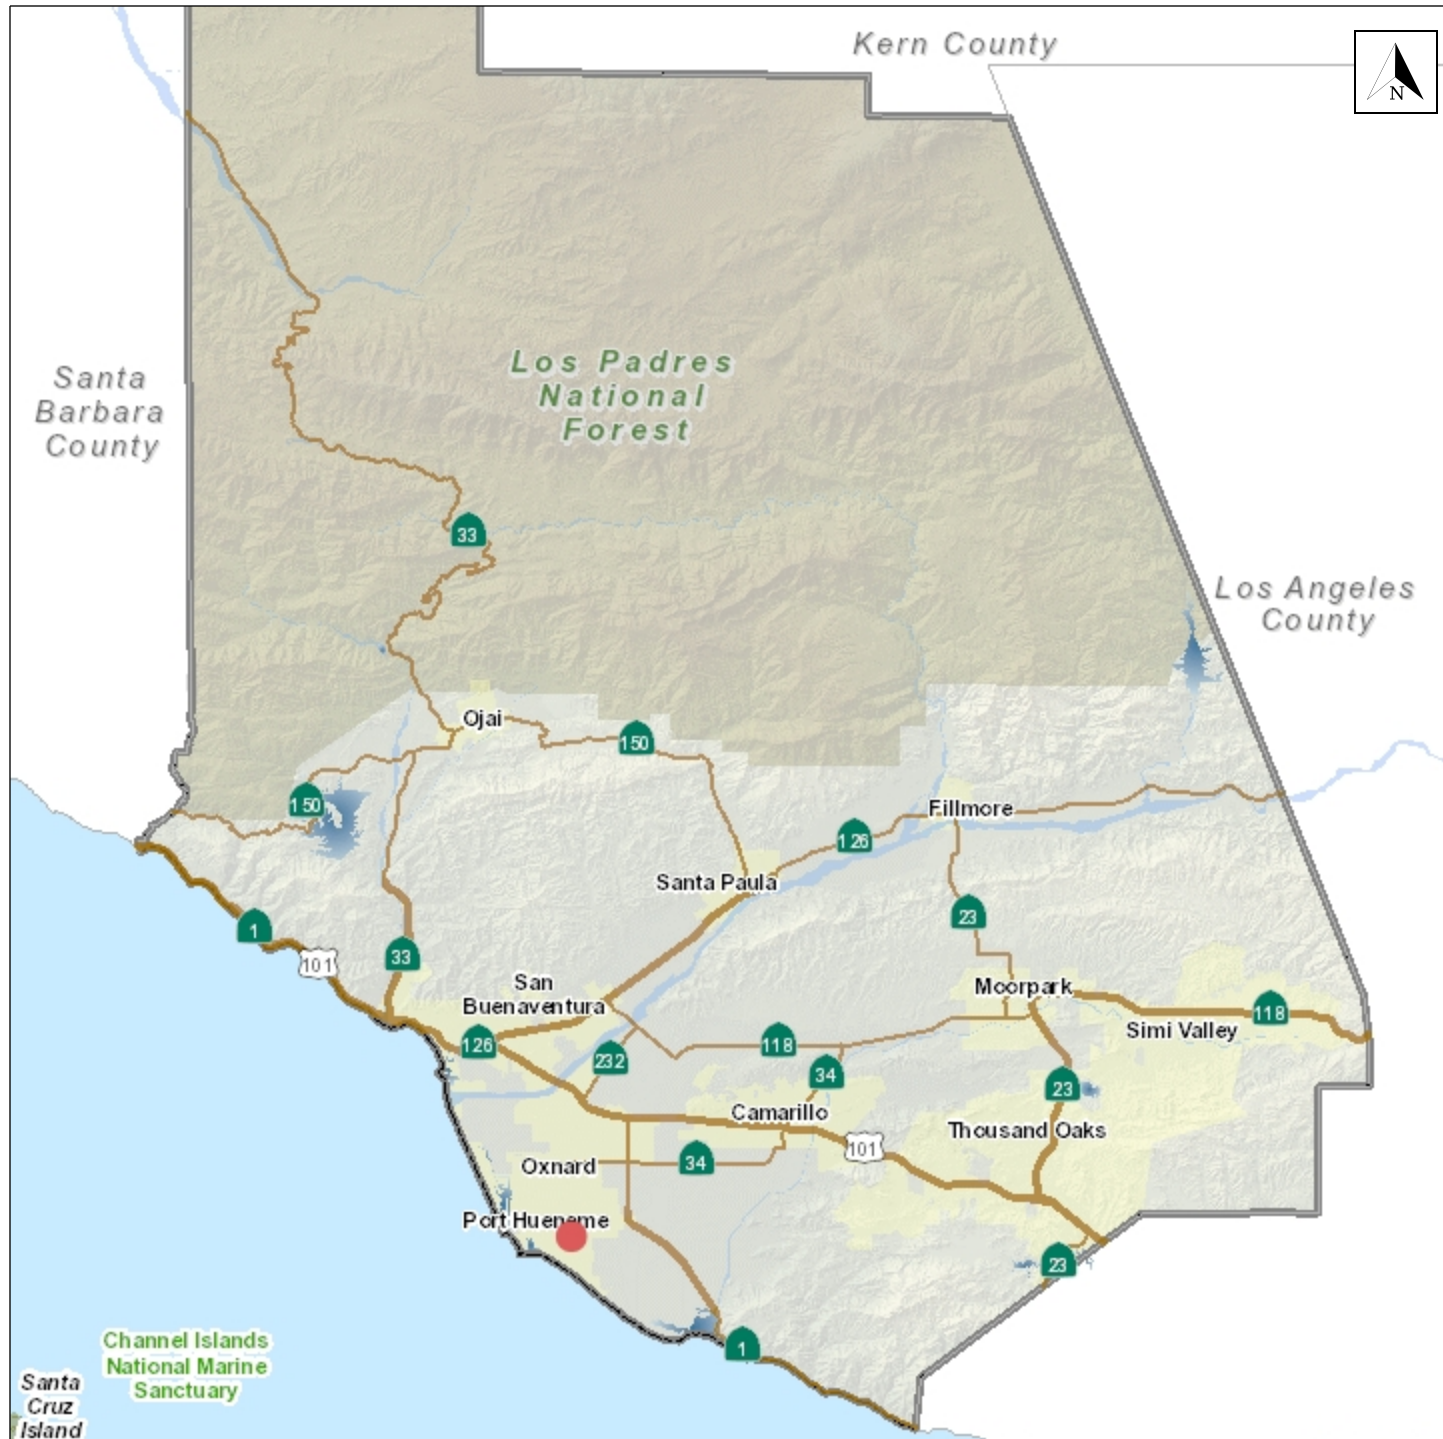 Kern County
N
Los Padres
National
Forest
Santa
Barbara
County
33
Los Angeles
County
Ojai
150
150
Fillmore
126
Santa Paula
23
1
33
101
San
Buenaventura
Moorpark
118
Simi Valley
126
232
118
34
23
Camarillo
Thousand Oaks
101
34
Oxnard
Port Hueneme
23
1
Channel Islands
National Marine
Sanctuary
Santa
Cruz
Island